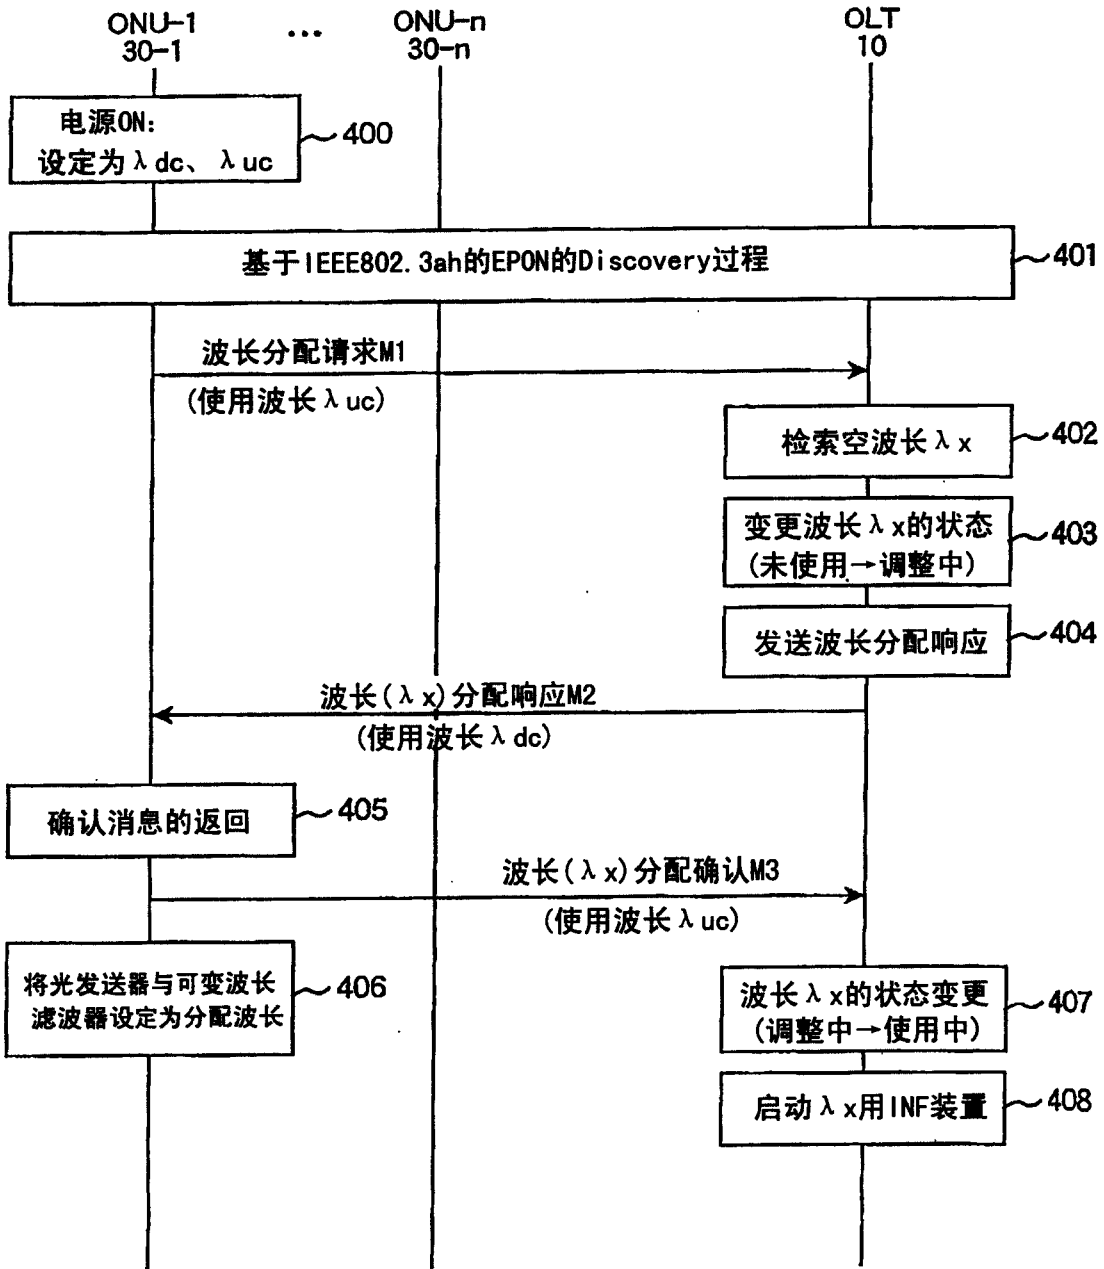 ONU-1 ... ONU-n OLT
30-1 30-n 10
电源ON:
设定为λdc、λuc
400
基于IEEE802.3ah的EPON的Discovery过程
401
波长分配请求M1
(使用波长λuc)
检索空波长λx
402
变更波长λx的状态
(未使用→调整中)
403
发送波长分配响应
404
波长(λx)分配响应M2
(使用波长λdc)
确认消息的返回
405
波长(λx)分配确认M3
(使用波长λuc)
将光发送器与可变波长
滤波器设定为分配波长
406
波长λx的状态变更
(调整中→使用中)
407
启动λx用INF装置
408